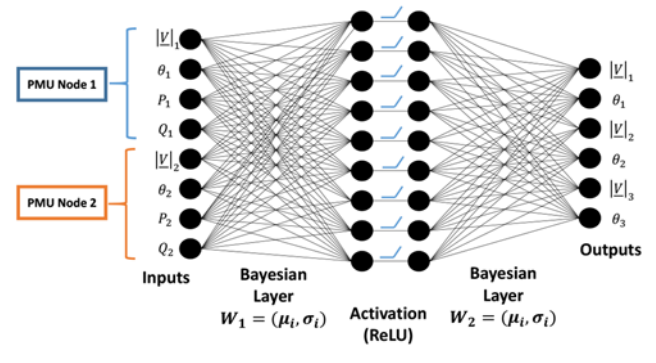 PMU Node 1
PMU Node 2
|V|₁
θ₁
P₁
Q₁
|V|₂
θ₂
P₂
Q₂
Inputs
Bayesian
Layer
W₁ = (μᵢ, σᵢ)
Activation
(ReLU)
Bayesian
Layer
W₂ = (μᵢ, σᵢ)
|V|₁
θ₁
|V|₂
θ₂
|V|₃
θ₃
Outputs